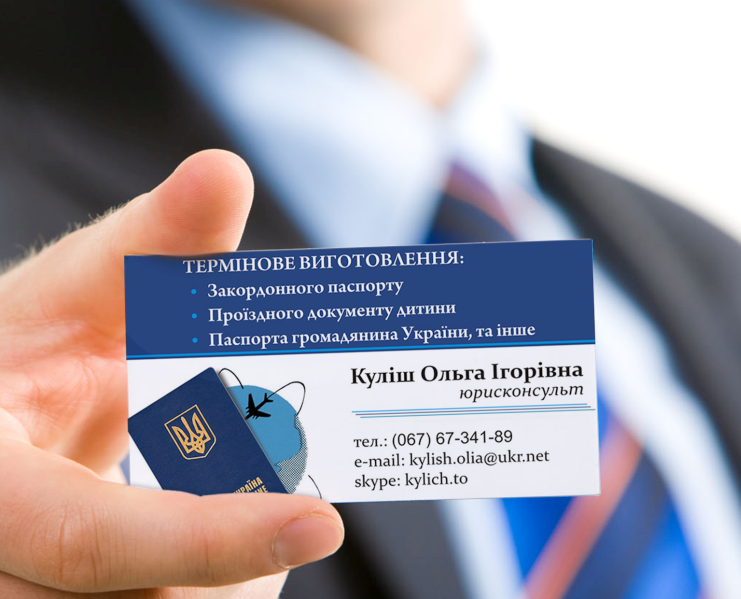 ТЕРМІНОВЕ ВИГОТОВЛЕННЯ:
• Закордонного паспорту
• Проїздного документу дитини
• Паспорта громадянина України, та інше
Куліш Ольга Ігорівна
юрисконсульт
тел.: (067) 67-341-89
e-mail: kylish.olia@ukr.net
skype: kylich.to
УКРАЇНА